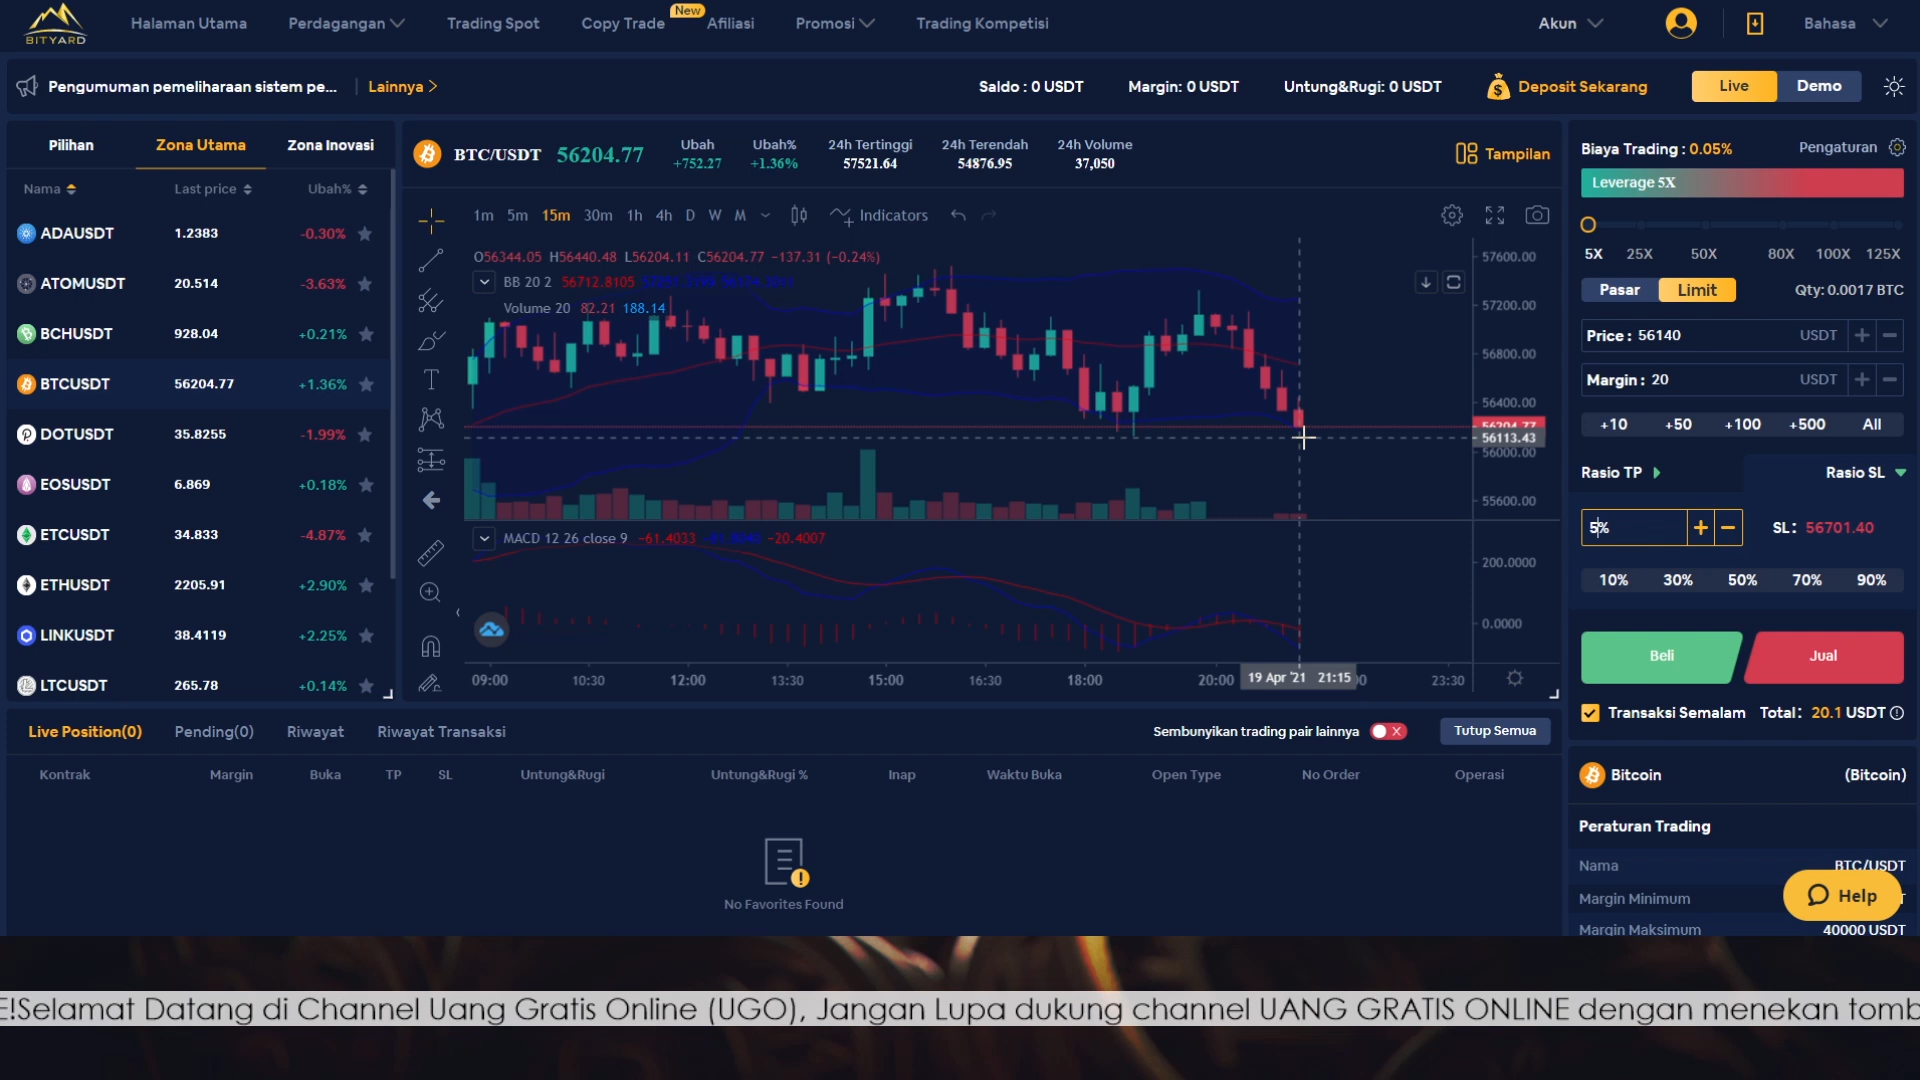 BITYARD
Halaman Utama Perdagangan Trading Spot Copy Trade New Afiliasi Promosi Trading Kompetisi Akun Bahasa
Pengumuman pemeliharaan sistem pe... Lainnya
Saldo : 0 USDT Margin: 0 USDT Untung&Rugi: 0 USDT Deposit Sekarang Live Demo
Pilihan Zona Utama Zona Inovasi
Nama Last price Ubah%
ADAUSDT 1.2383 -0.30%
ATOMUSDT 20.514 -3.63%
BCHUSDT 928.04 +0.21%
BTCUSDT 56204.77 +1.36%
DOTUSDT 35.8255 -1.99%
EOSUSDT 6.869 +0.18%
ETCUSDT 34.833 -4.87%
ETHUSDT 2205.91 +2.90%
LINKUSDT 38.4119 +2.25%
LTCUSDT 265.78 +0.14%
BTC/USDT 56204.77
Ubah +752.27
Ubah% +1.36%
24h Tertinggi 57521.64
24h Terendah 54876.95
24h Volume 37,050
Tampilan
1m 5m 15m 30m 1h 4h D W M Indicators
O56344.05 H56440.48 L56204.11 C56204.77 −137.31 (−0.24%)
BB 20 2 56712.8105
Volume 20 82.21 188.14
57600.00
57200.00
56800.00
56400.00
56204.77
56113.43
56000.00
55600.00
MACD 12 26 close 9 −61.4033 −20.4007
200.0000
0.0000
09:00 10:30 12:00 13:30 15:00 16:30 18:00 20:00 19 Apr '21 21:15 23:30
Biaya Trading : 0.05% Pengaturan
Leverage 5X
5X 25X 50X 80X 100X 125X
Pasar Limit Qty: 0.0017 BTC
Price : 56140 USDT
Margin : 20 USDT
+10 +50 +100 +500 All
Rasio TP Rasio SL
5% + − SL: 56701.40
10% 30% 50% 70% 90%
Beli Jual
Transaksi Semalam Total: 20.1 USDT
Bitcoin (Bitcoin)
Peraturan Trading
Nama BTC/USDT
Margin Minimum
Margin Maksimum 40000 USDT
Help
Live Position(0) Pending(0) Riwayat Riwayat Transaksi Sembunyikan trading pair lainnya Tutup Semua
Kontrak Margin Buka TP SL Untung&Rugi Untung&Rugi % Inap Waktu Buka Open Type No Order Operasi
No Favorites Found
E!Selamat Datang di Channel Uang Gratis Online (UGO), Jangan Lupa dukung channel UANG GRATIS ONLINE dengan menekan tomb